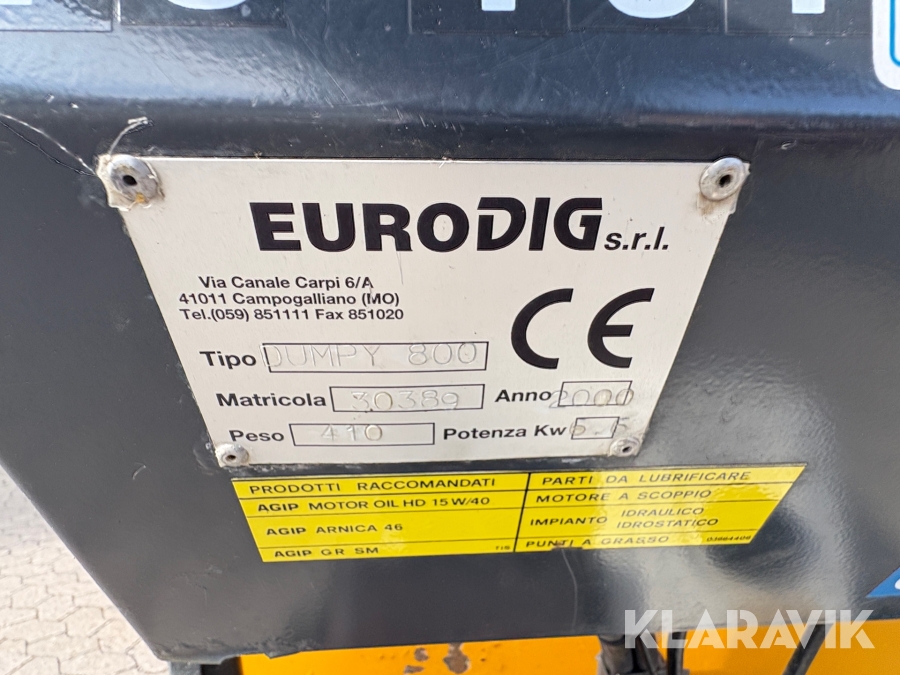 EURODIG s.r.l.
Via Canale Carpi 6/A
41011 Campogalliano (MO)
Tel.(059) 851111 Fax 851020
CE
Tipo DUMPY 800
Matricola 30389 Anno 2000
Peso 410 Potenza Kw 6.6
PRODOTTI RACCOMANDATI PARTI DA LUBRIFICARE
AGIP MOTOR OIL HD 15 W/40 MOTORE A SCOPPIO
AGIP ARNICA 46 IMPIANTO IDRAULICO
IDROSTATICO
AGIP GR SM PUNTI A GRASSO
KLARAVIK